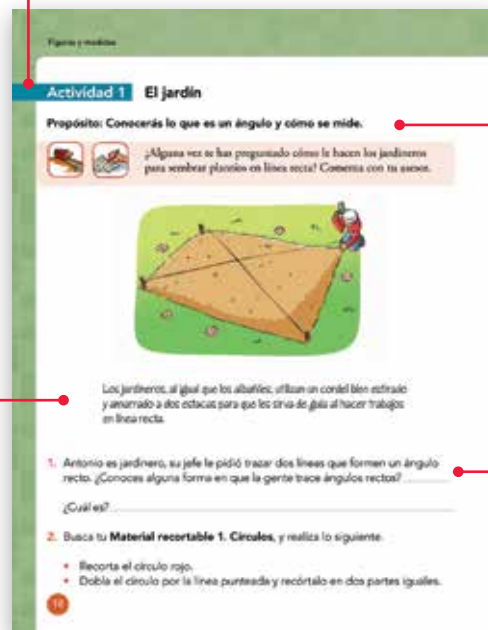 Figuras y medidas
Actividad 1 El jardín
Propósito: Conocerás lo que es un ángulo y cómo se mide.
¿Alguna vez te has preguntado cómo le hacen los jardineros
para sembrar plantíos en línea recta? Comenta con tu asesor.
Los jardineros, al igual que los albañiles, utilizan un cordel bien estirado
y amarrado a dos estacas para que les sirva de guía al hacer trabajos
en línea recta.
1. Antonio es jardinero, su jefe le pidió trazar dos líneas que formen un ángulo
recto. ¿Conoces alguna forma en que la gente trace ángulos rectos?
¿Cuál es?
2. Busca tu Material recortable 1. Círculos, y realiza lo siguiente.
• Recorta el círculo rojo.
• Dobla el círculo por la línea punteada y recórtalo en dos partes iguales.
14